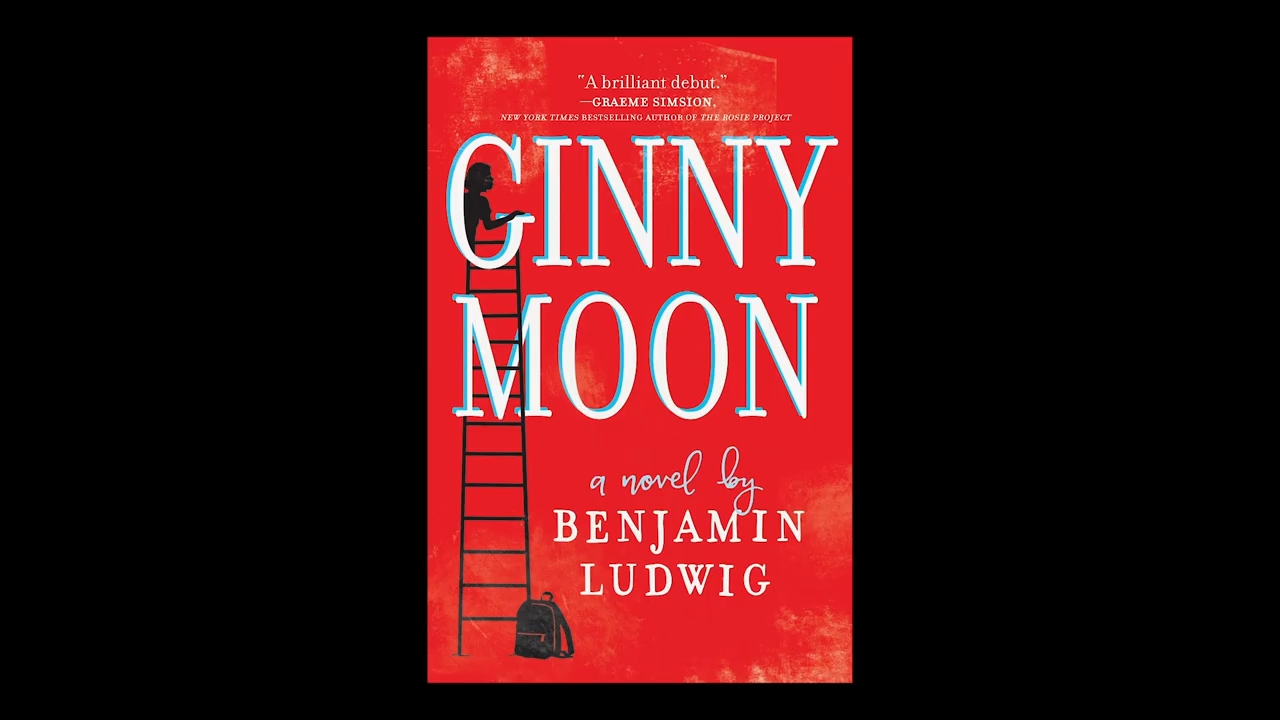 "A brilliant debut."
—GRAEME SIMSION,
NEW YORK TIMES BESTSELLING AUTHOR OF THE ROSIE PROJECT
GINNY
MOON
a novel by
BENJAMIN
LUDWIG